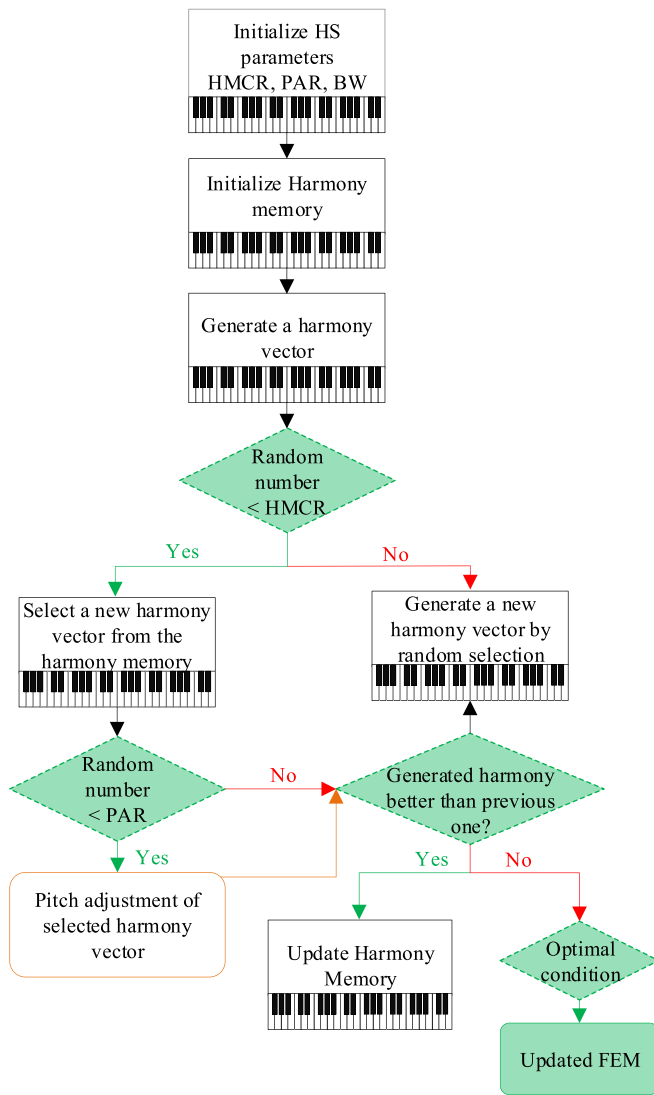 Initialize HS
parameters
HMCR, PAR, BW
Initialize Harmony
memory
Generate a harmony
vector
Random
number
< HMCR
Yes
No
Select a new harmony
vector from the
harmony memory
Generate a new
harmony vector by
random selection
Random
number
< PAR
No
Generated harmony
better than previous
one?
Yes
Pitch adjustment of
selected harmony
vector
Yes
No
Update Harmony
Memory
Optimal
condition
Updated FEM